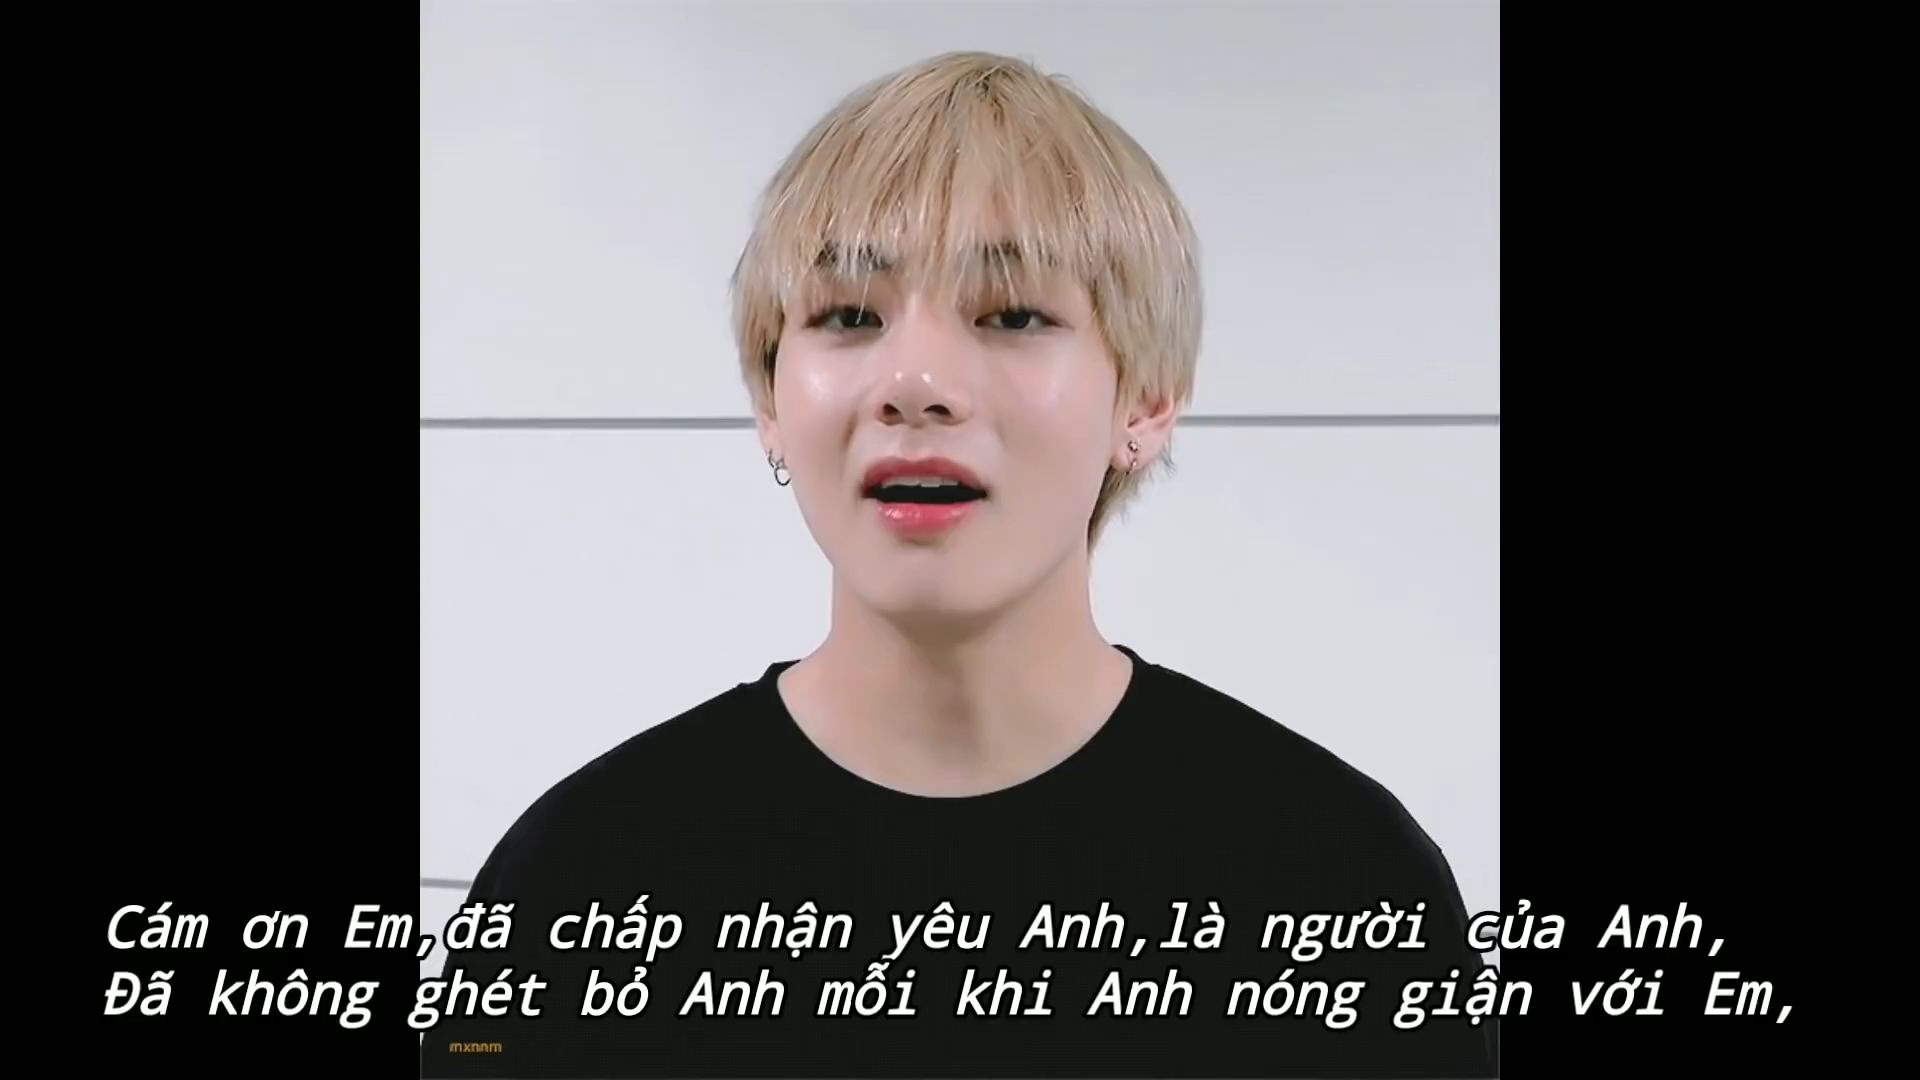 Cám ơn Em,đã chấp nhận yêu Anh,là người của Anh,
Đã không ghét bỏ Anh mỗi khi Anh nóng giận với Em,
mxnnm